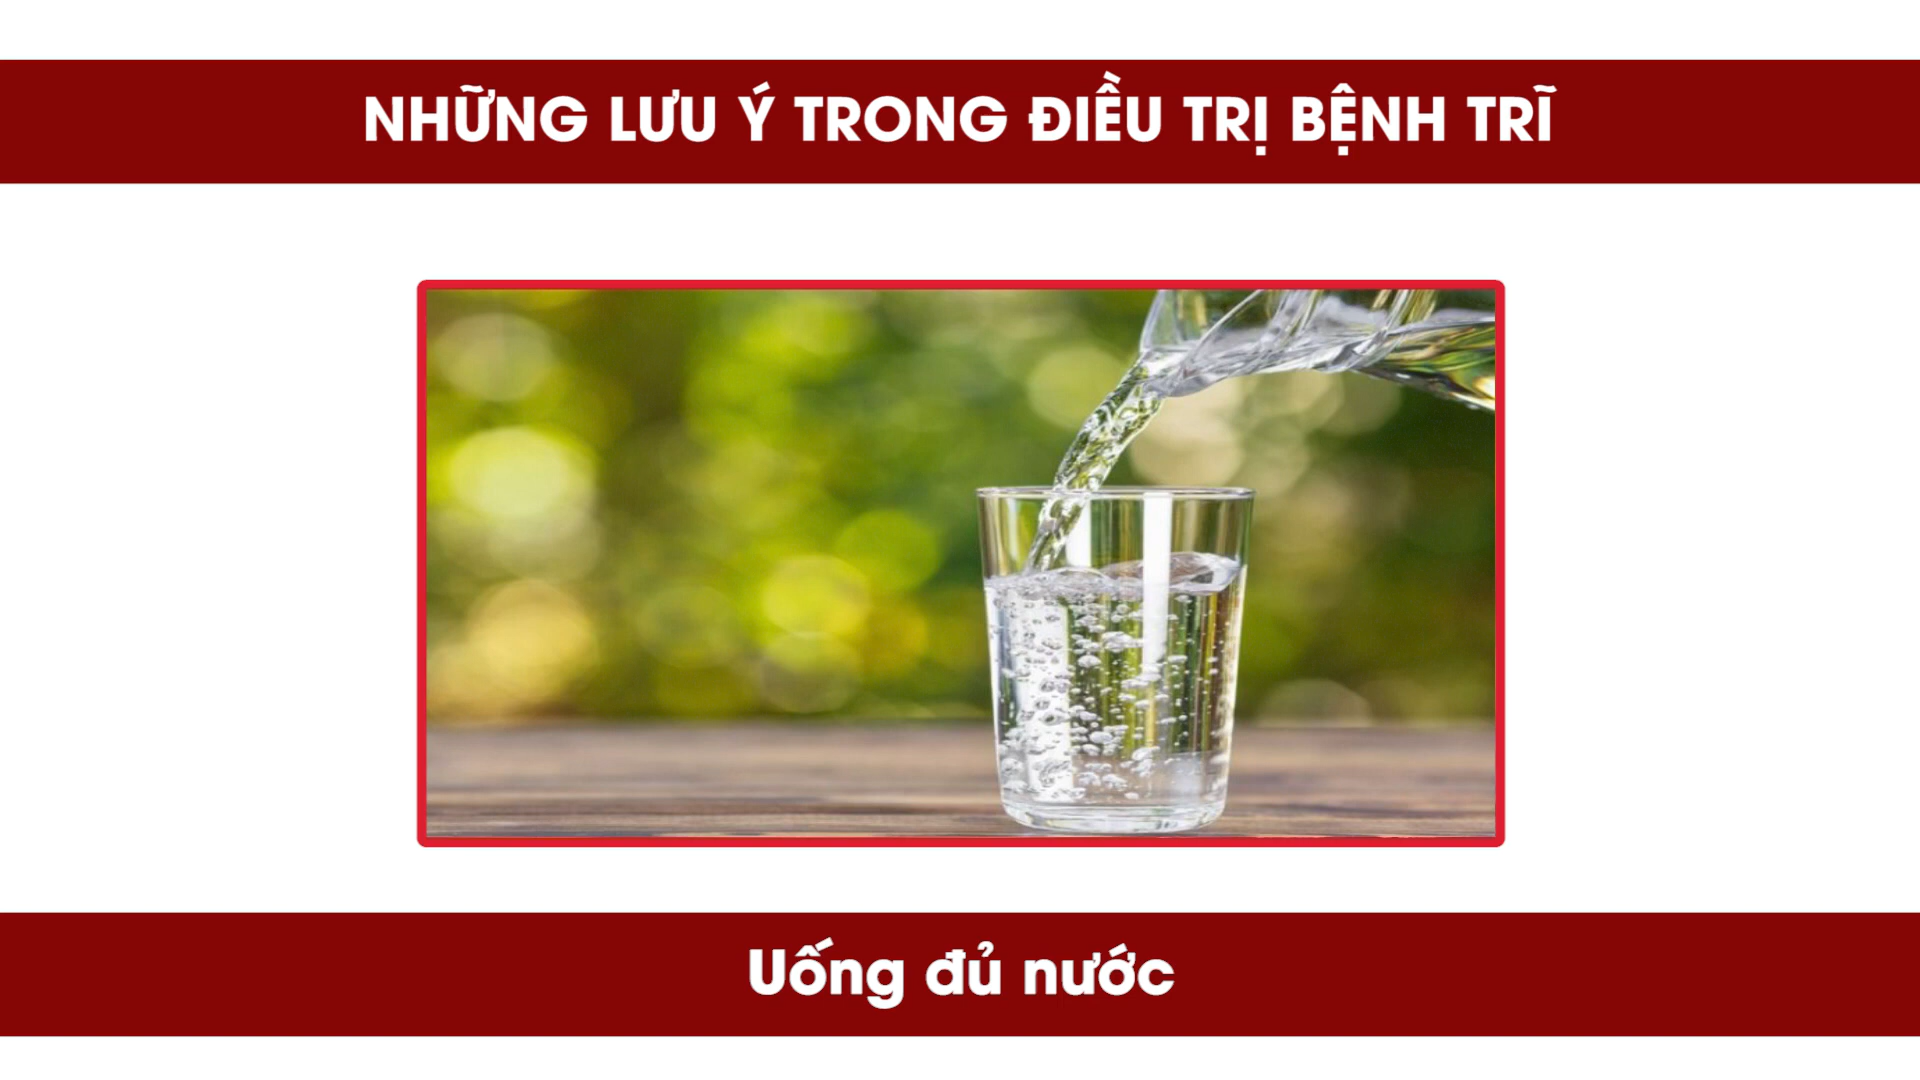 NHỮNG LƯU Ý TRONG ĐIỀU TRỊ BỆNH TRĨ
Uống đủ nước